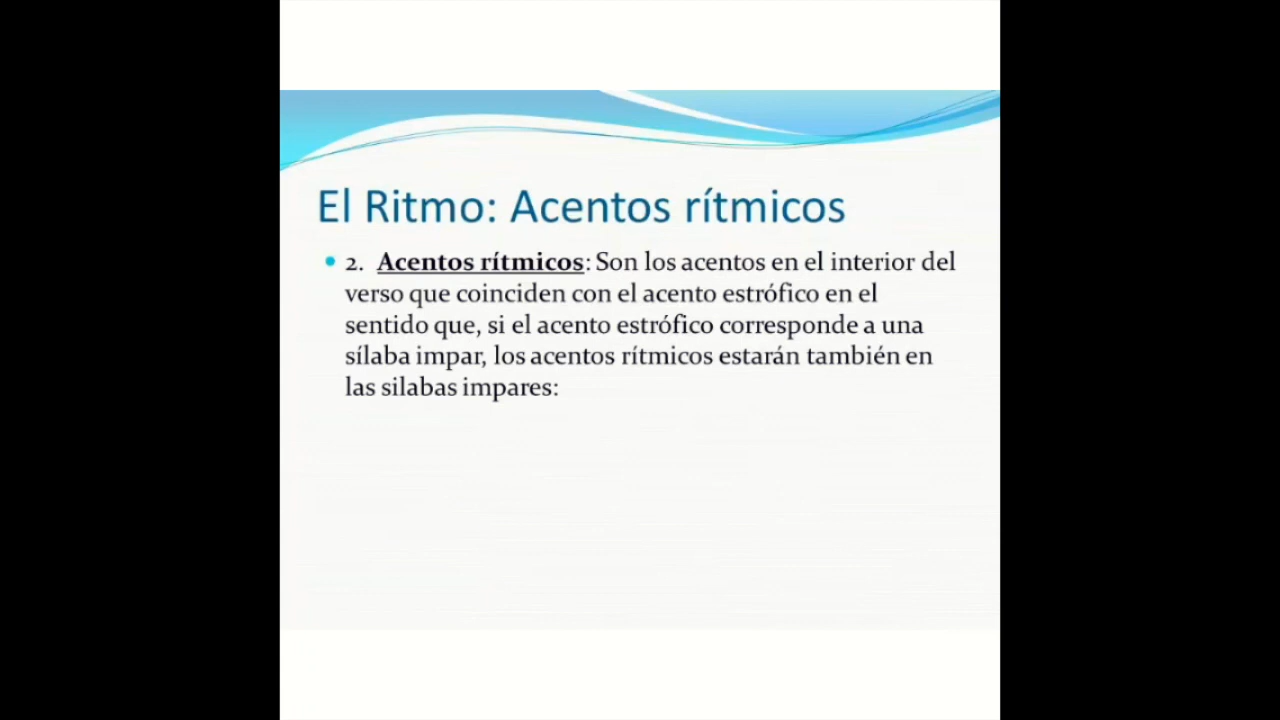 El Ritmo: Acentos rítmicos
2. Acentos rítmicos: Son los acentos en el interior del
verso que coinciden con el acento estrófico en el
sentido que, si el acento estrófico corresponde a una
sílaba impar, los acentos rítmicos estarán también en
las silabas impares: